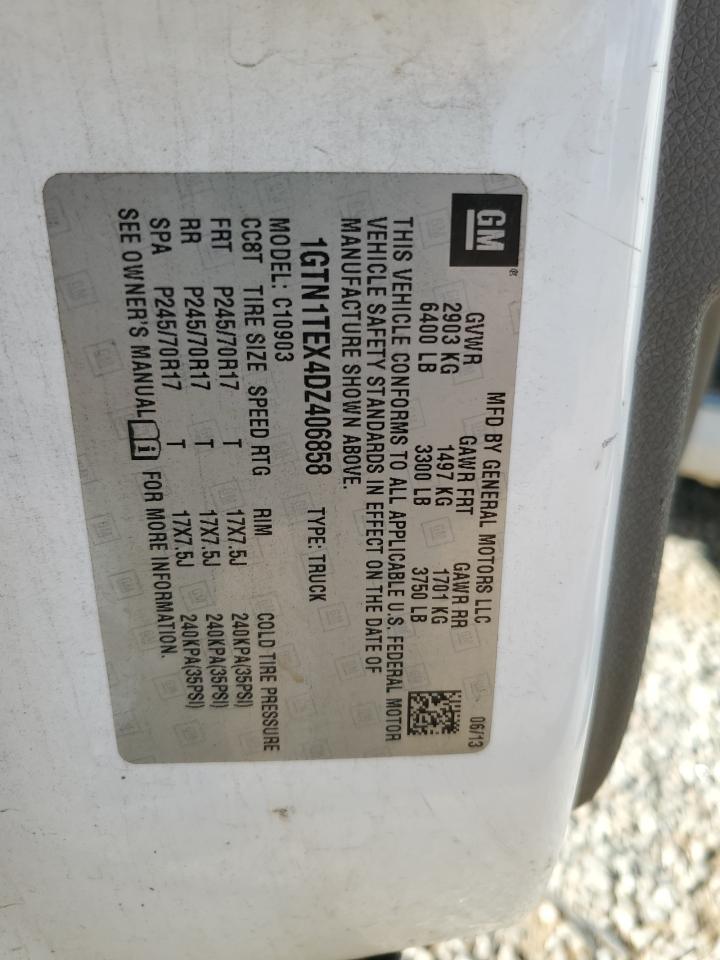 GM
MFD BY GENERAL MOTORS LLC 06/13
GVWR GAWR FRT GAWR RR
2903 KG 1497 KG 1701 KG
6400 LB 3300 LB 3750 LB
THIS VEHICLE CONFORMS TO ALL APPLICABLE U.S. FEDERAL MOTOR
VEHICLE SAFETY STANDARDS IN EFFECT ON THE DATE OF
MANUFACTURE SHOWN ABOVE.
1GTN1TEX4DZ406858 TYPE: TRUCK
MODEL: C10903
CC8T TIRE SIZE SPEED RTG RIM COLD TIRE PRESSURE
FRT P245/70R17 T 17X7.5J 240KPA(35PSI)
RR P245/70R17 T 17X7.5J 240KPA(35PSI)
SPA P245/70R17 T 17X7.5J 240KPA(35PSI)
SEE OWNER'S MANUAL FOR MORE INFORMATION.